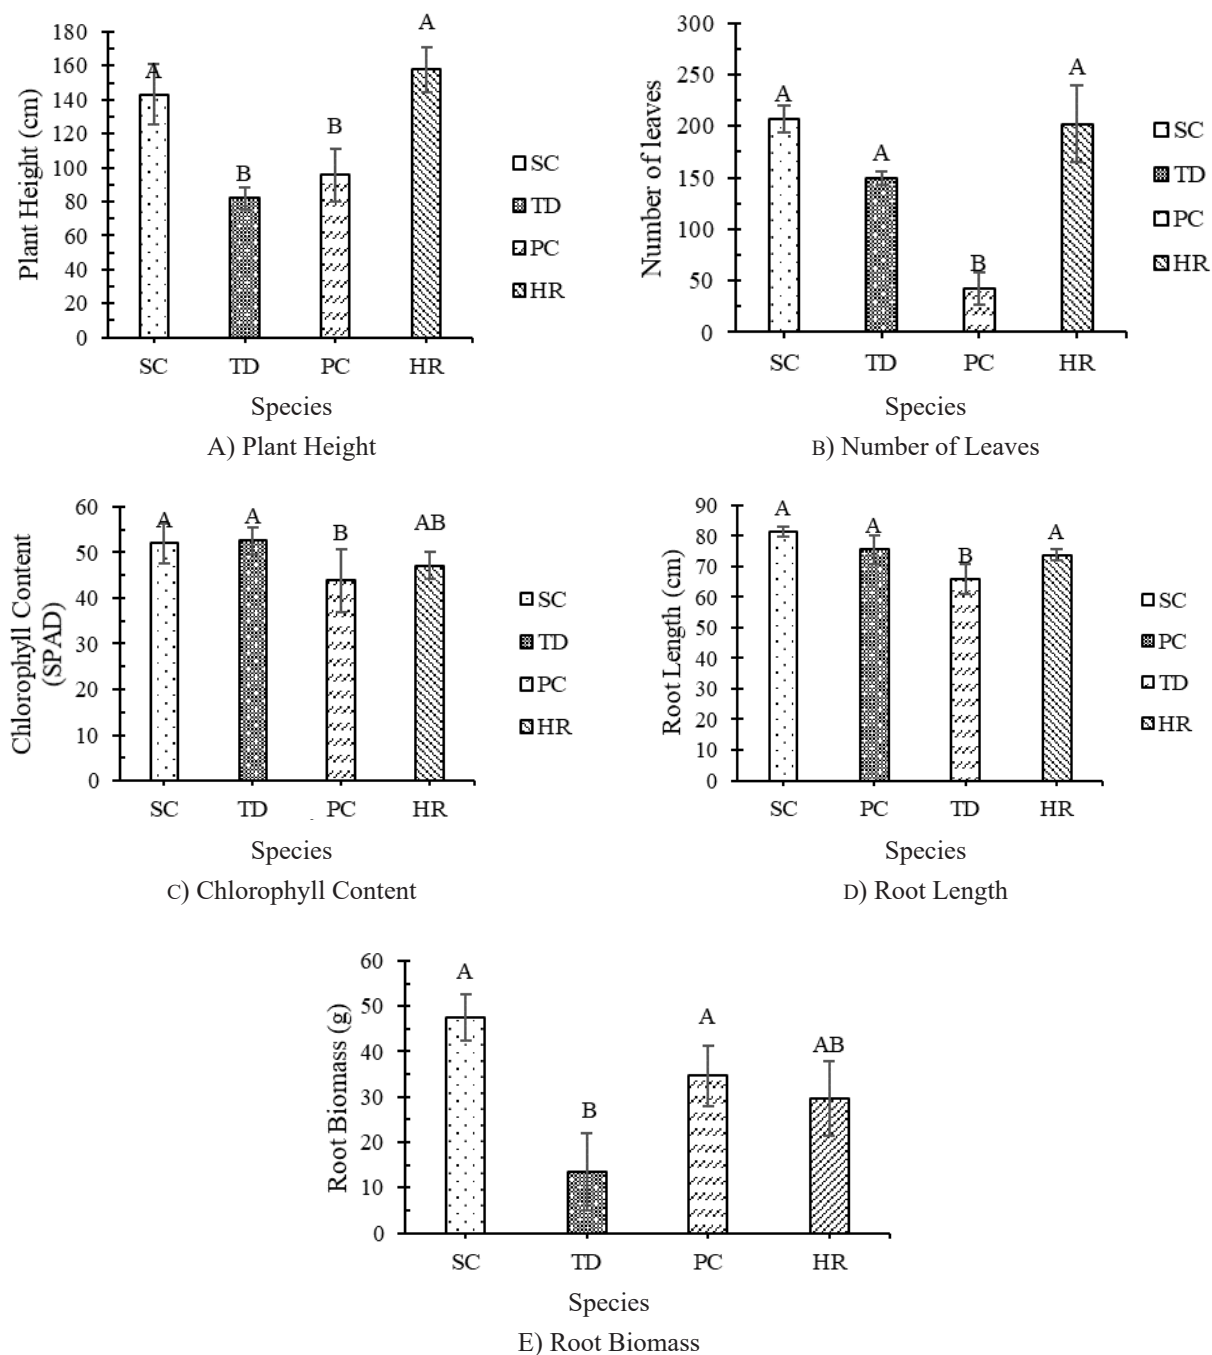 A
180
160
A
140
120
B
100
B
80
60
40
20
0
Plant Height (cm)
SC
TD
PC
HR
SC TD PC HR
Species
A) Plant Height
300
250
A
A
200
A
150
100
B
50
0
Number of leaves
SC
TD
PC
HR
SC TD PC HR
Species
B) Number of Leaves
60
A A B AB
50
40
30
20
10
0
Chlorophyll Content
(SPAD)
SC
TD
PC
HR
SC TD PC HR
Species
C) Chlorophyll Content
90
A
80
A A
B
70
60
50
40
30
20
10
0
Root Length (cm)
SC
PC
TD
HR
SC PC TD HR
Species
D) Root Length
60
A
50
A
AB
40
30
B
20
10
0
Root Biomass (g)
SC TD PC HR
Species
E) Root Biomass